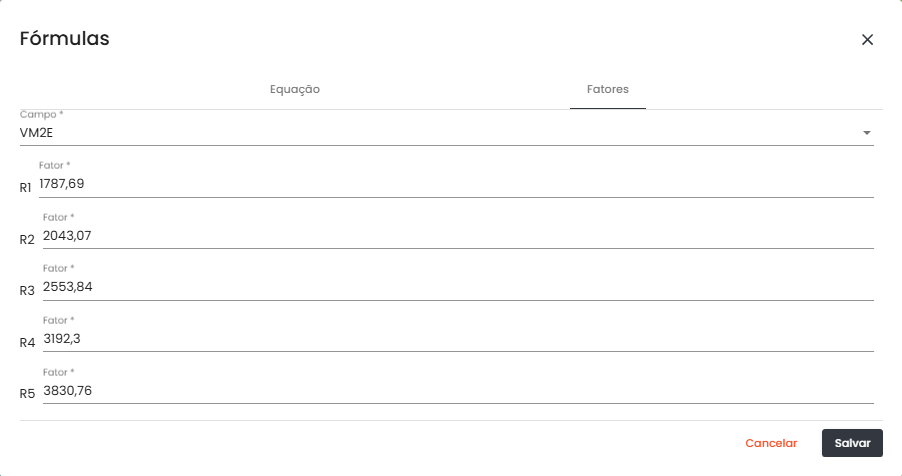 Fórmulas
Equação
Fatores
Campo *
VM2E
Fator *
R1 1787,69
Fator *
R2 2043,07
Fator *
R3 2553,84
Fator *
R4 3192,3
Fator *
R5 3830,76
Cancelar
Salvar